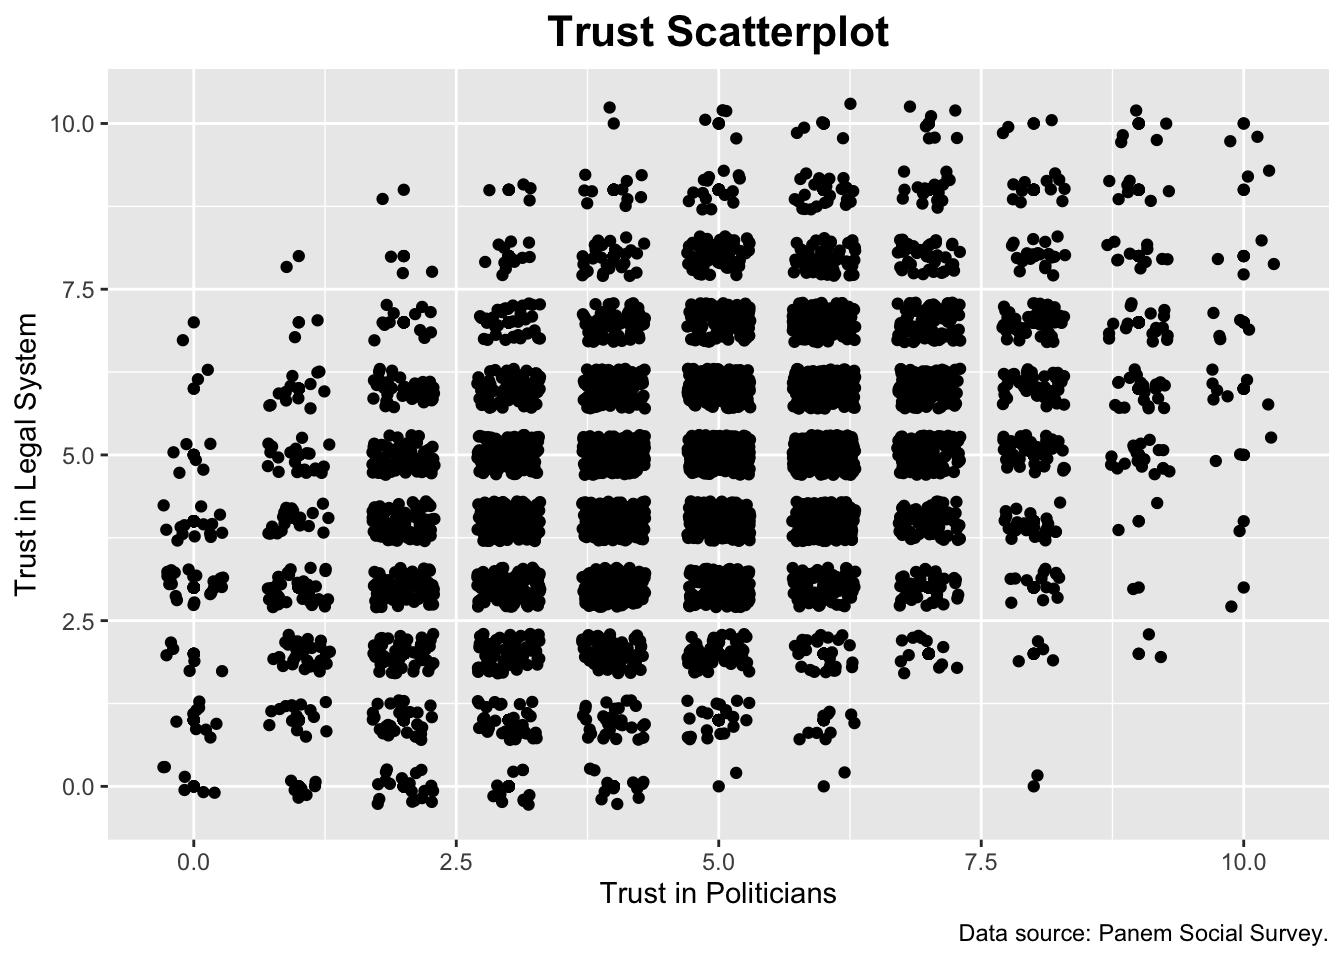 Trust Scatterplot
Trust in Legal System
10.0
7.5
5.0
2.5
0.0
0.0 2.5 5.0 7.5 10.0
Trust in Politicians
Data source: Panem Social Survey.